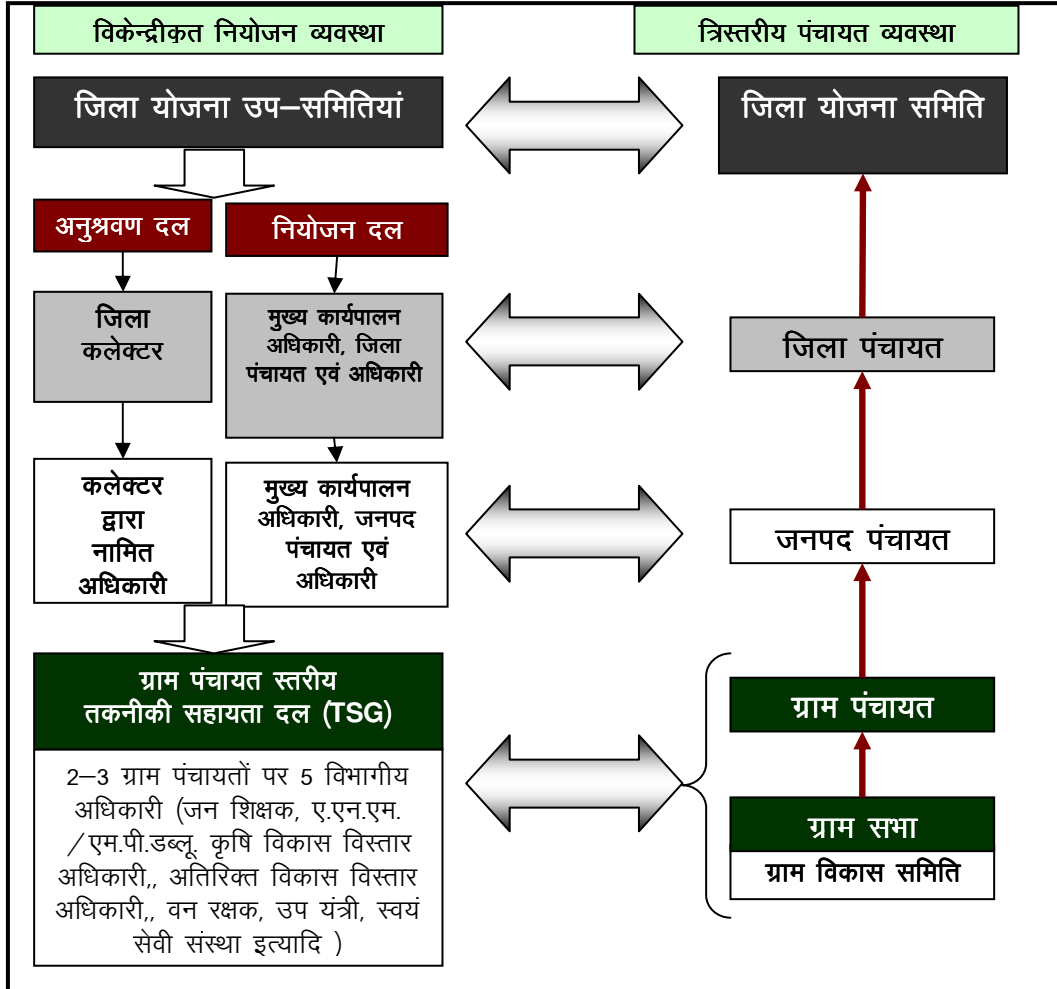 विकेन्द्रीकृत नियोजन व्यवस्था
त्रिस्तरीय पंचायत व्यवस्था
जिला योजना उप–समितियां
जिला योजना समिति
अनुश्रवण दल
नियोजन दल
जिला
कलेक्टर
मुख्य कार्यपालन
अधिकारी, जिला
पंचायत एवं अधिकारी
जिला पंचायत
कलेक्टर
द्वारा
नामित
अधिकारी
मुख्य कार्यपालन
अधिकारी, जनपद
पंचायत एवं
अधिकारी
जनपद पंचायत
ग्राम पंचायत स्तरीय
तकनीकी सहायता दल (TSG)
2–3 ग्राम पंचायतों पर 5 विभागीय
अधिकारी (जन शिक्षक, ए.एन.एम.
/एम.पी.डब्लू. कृषि विकास विस्तार
अधिकारी,, अतिरिक्त विकास विस्तार
अधिकारी,, वन रक्षक, उप यंत्री, स्वयं
सेवी संस्था इत्यादि )
ग्राम पंचायत
ग्राम सभा
ग्राम विकास समिति